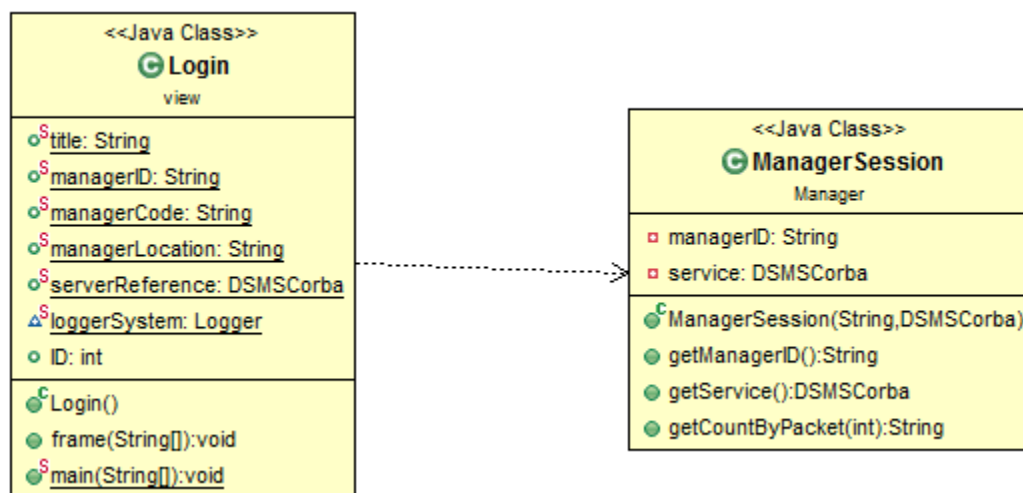 <<Java Class>>
Login
view
title: String
managerID: String
managerCode: String
managerLocation: String
serverReference: DSMSCorba
loggerSystem: Logger
ID: int
Login()
frame(String[]):void
main(String[]):void
<<Java Class>>
ManagerSession
Manager
managerID: String
service: DSMSCorba
ManagerSession(String,DSMSCorba)
getManagerID():String
getService():DSMSCorba
getCountByPacket(int):String